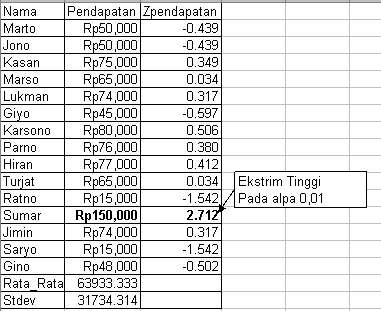 Nama Pendapatan Zpendapatan
Marto Rp50,000 -0.439
Jono Rp50,000 -0.439
Kasan Rp75,000 0.349
Marso Rp65,000 0.034
Lukman Rp74,000 0.317
Giyo Rp45,000 -0.597
Karsono Rp80,000 0.506
Parno Rp76,000 0.380
Hiran Rp77,000 0.412
Turjat Rp65,000 0.034
Ratno Rp15,000 -1.542
Sumar Rp150,000 2.712
Jimin Rp74,000 0.317
Saryo Rp15,000 -1.542
Gino Rp48,000 -0.502
Rata_Rata 63933.333
Stdev 31734.314
Ekstrim Tinggi
Pada alpa 0,01